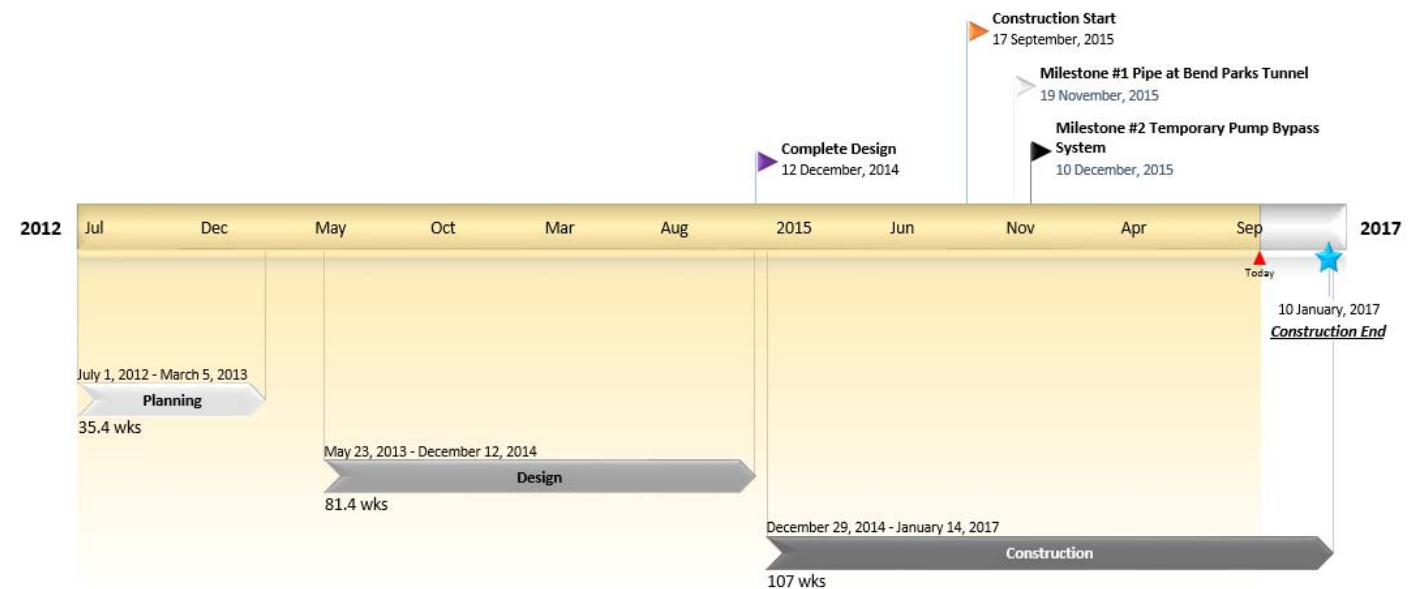 Construction Start
17 September, 2015
Milestone #1 Pipe at Bend Parks Tunnel
19 November, 2015
Milestone #2 Temporary Pump Bypass
System
10 December, 2015
Complete Design
12 December, 2014
2012 Jul Dec May Oct Mar Aug 2015 Jun Nov Apr Sep 2017
Today
10 January, 2017
Construction End
July 1, 2012 - March 5, 2013
Planning
35.4 wks
May 23, 2013 - December 12, 2014
Design
81.4 wks
December 29, 2014 - January 14, 2017
Construction
107 wks